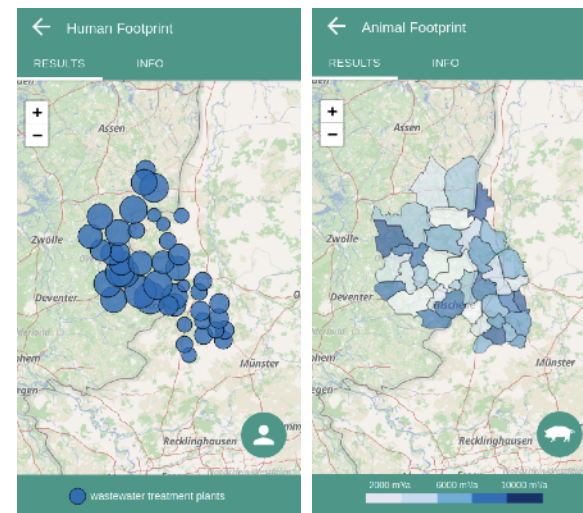 Human Footprint
RESULTS INFO
+
−
Assen
Zwolle
Deventer
Münster
Recklinghausen
wastewater treatment plants
Animal Footprint
RESULTS INFO
+
−
Assen
Zwolle
Deventer
Münster
Recklinghausen
2000 m³/a 6000 m³/a 10000 m³/a